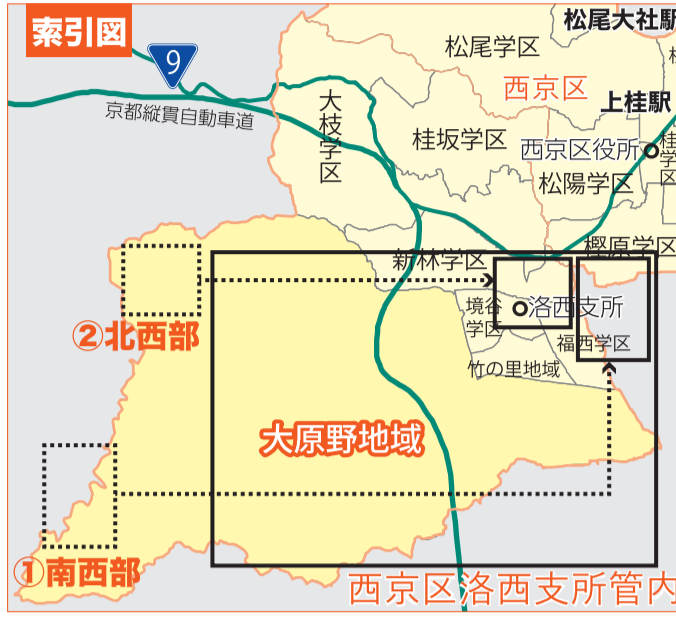 索引図
松尾大社駅
9
松尾学区
西京区
上桂駅
京都縦貫自動車道
大枝学区
桂坂学区
西京区役所
桂学区
松陽学区
樫原学区
新林学区
境谷
学区
洛西支所
②北西部
福西学区
竹の里地域
大原野地域
①南西部
西京区洛西支所管内